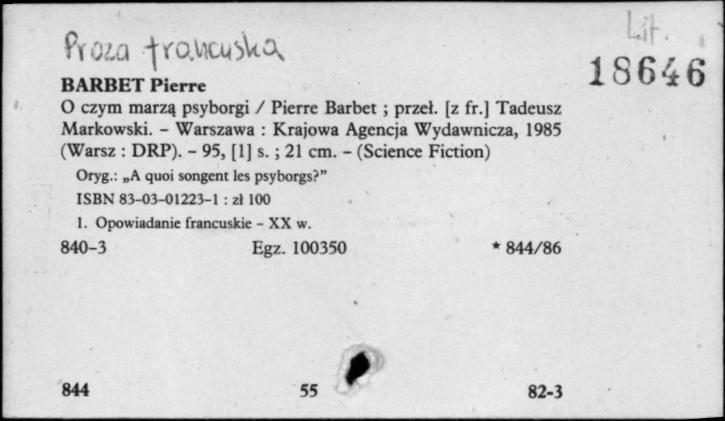 Lit.
Proza francuska
18646
BARBET Pierre
O czym marzą psyborgi / Pierre Barbet ; przeł. [z fr.] Tadeusz
Markowski. – Warszawa : Krajowa Agencja Wydawnicza, 1985
(Warsz : DRP). – 95, [1] s. ; 21 cm. – (Science Fiction)
Oryg.: „A quoi songent les psyborgs?”
ISBN 83-03-01223-1 : zł 100
1. Opowiadanie francuskie – XX w.
840-3 Egz. 100350 * 844/86
844 55 82-3